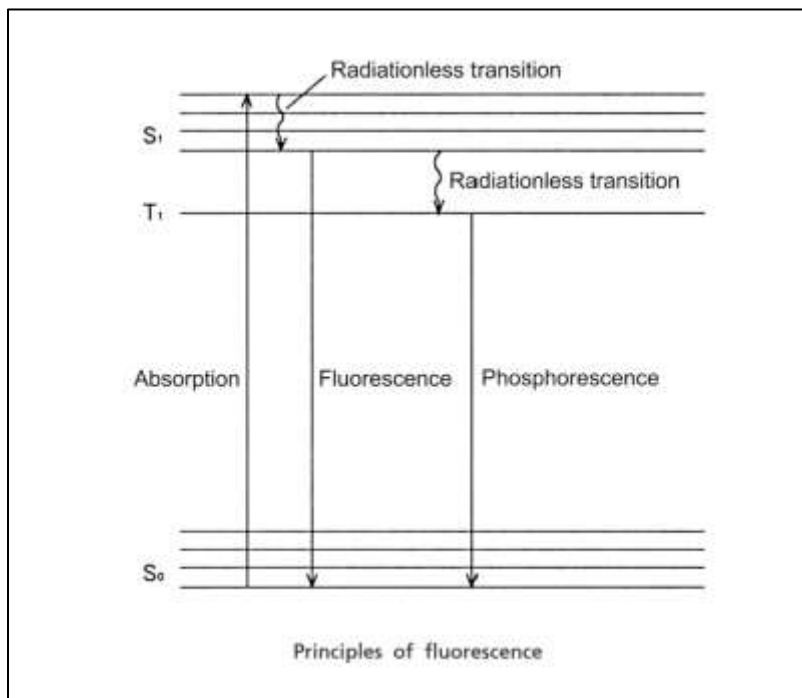 Radiationless transition
S₁
Radiationless transition
T₁
Absorption
Fluorescence
Phosphorescence
S₀
Principles of fluorescence